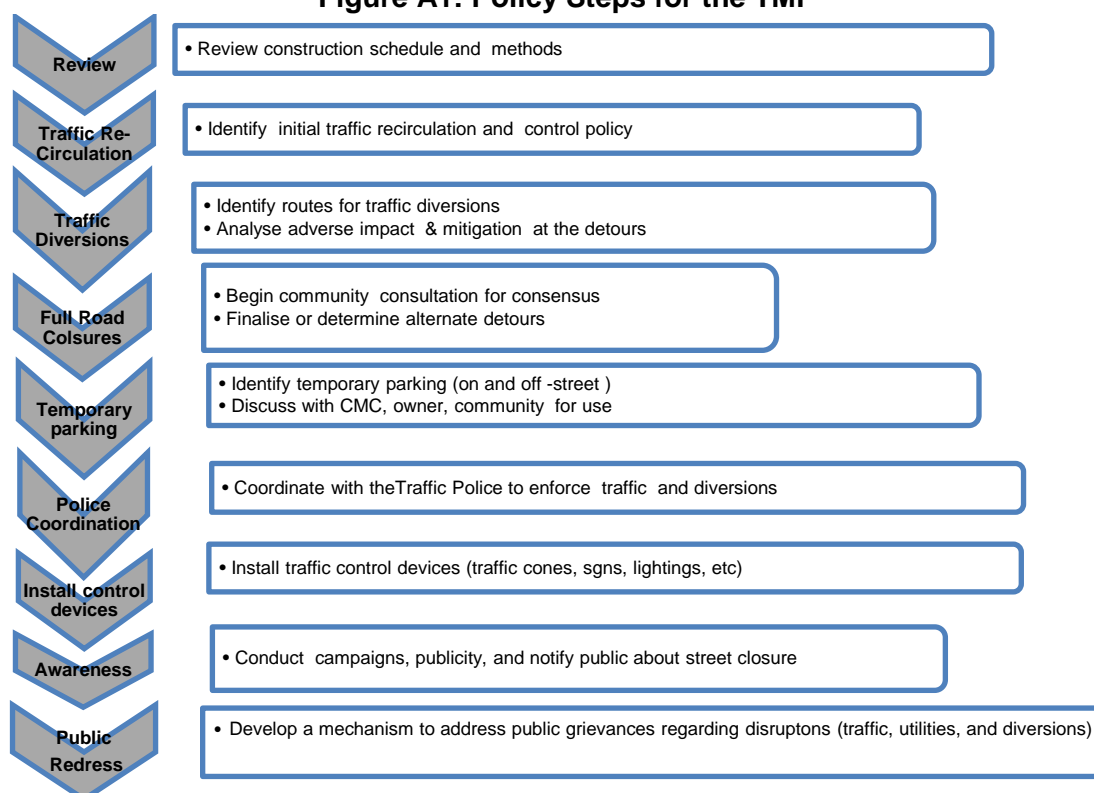 Figure A1: Policy Steps for the TMP
Review
• Review construction schedule and methods
Traffic Re-
Circulation
• Identify initial traffic recirculation and control policy
Traffic
Diversions
• Identify routes for traffic diversions
• Analyse adverse impact & mitigation at the detours
Full Road
Colsures
• Begin community consultation for consensus
• Finalise or determine alternate detours
Temporary
parking
• Identify temporary parking (on and off -street )
• Discuss with CMC, owner, community for use
Police
Coordination
• Coordinate with theTraffic Police to enforce traffic and diversions
Install control
devices
• Install traffic control devices (traffic cones, sgns, lightings, etc)
Awareness
• Conduct campaigns, publicity, and notify public about street closure
Public
Redress
• Develop a mechanism to address public grievances regarding disruptons (traffic, utilities, and diversions)